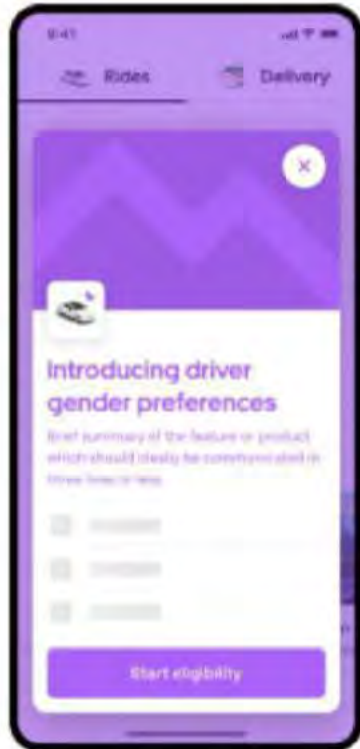 9:41
Rides Delivery
Introducing driver
gender preferences
Brief summary of the feature or product
which should ideally be communicated in
three lines or less
Start eligibility